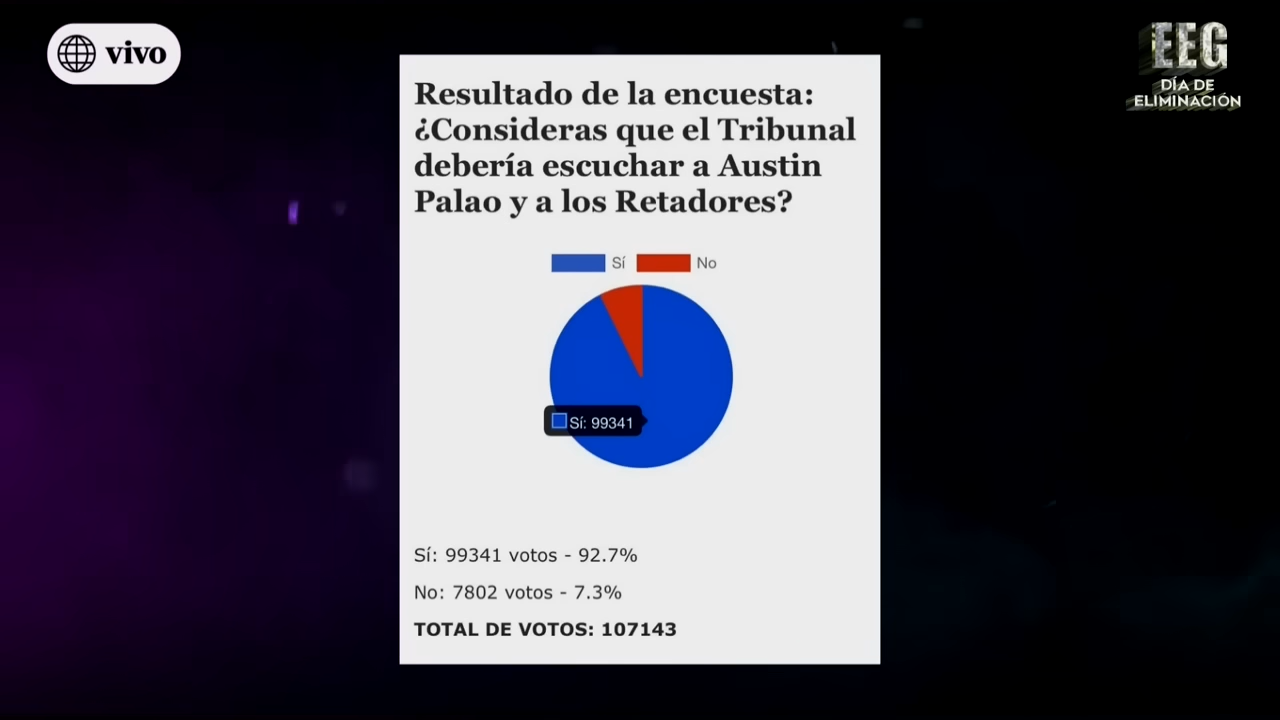 vivo
EEG
DÍA DE
ELIMINACIÓN
Resultado de la encuesta:
¿Consideras que el Tribunal
debería escuchar a Austin
Palao y a los Retadores?
Sí No
Sí: 99341
Sí: 99341 votos - 92.7%
No: 7802 votos - 7.3%
TOTAL DE VOTOS: 107143